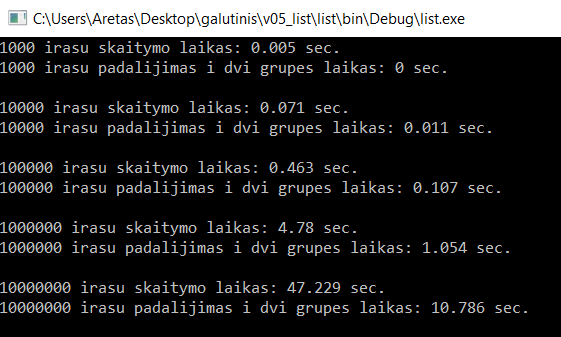 C:\Users\Aretas\Desktop\galutinis\v05_list\list\bin\Debug\list.exe
1000 irasu skaitymo laikas: 0.005 sec.
1000 irasu padalijimas i dvi grupes laikas: 0 sec.
10000 irasu skaitymo laikas: 0.071 sec.
10000 irasu padalijimas i dvi grupes laikas: 0.011 sec.
100000 irasu skaitymo laikas: 0.463 sec.
100000 irasu padalijimas i dvi grupes laikas: 0.107 sec.
1000000 irasu skaitymo laikas: 4.78 sec.
1000000 irasu padalijimas i dvi grupes laikas: 1.054 sec.
10000000 irasu skaitymo laikas: 47.229 sec.
10000000 irasu padalijimas i dvi grupes laikas: 10.786 sec.